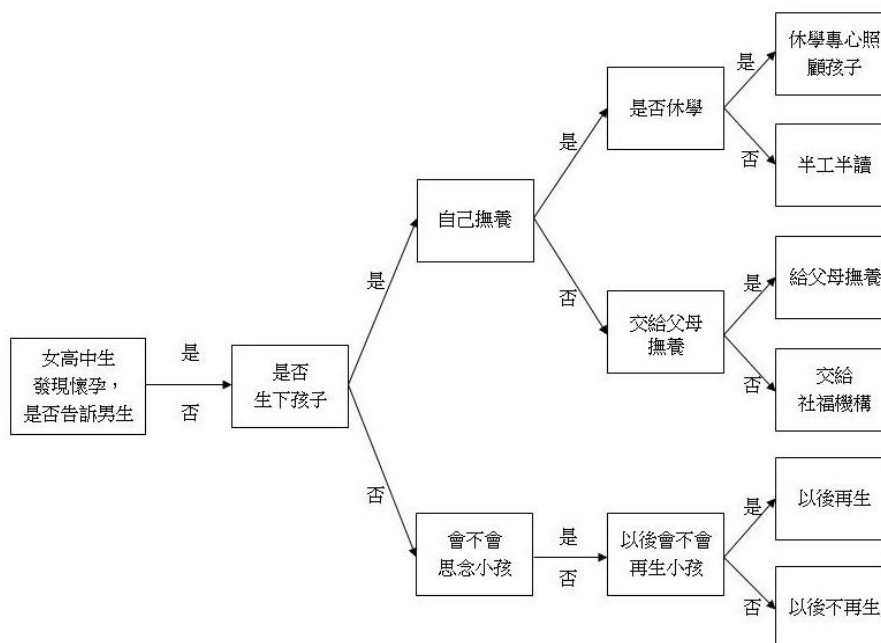 女高中生
發現懷孕，
是否告訴男生
是
否
是否
生下孩子
是
否
自己撫養
是
否
是否休學
是
否
休學專心照
顧孩子
半工半讀
交給父母
撫養
是
否
給父母撫養
交給
社福機構
會不會
思念小孩
是
否
以後會不會
再生小孩
是
否
以後再生
以後不再生